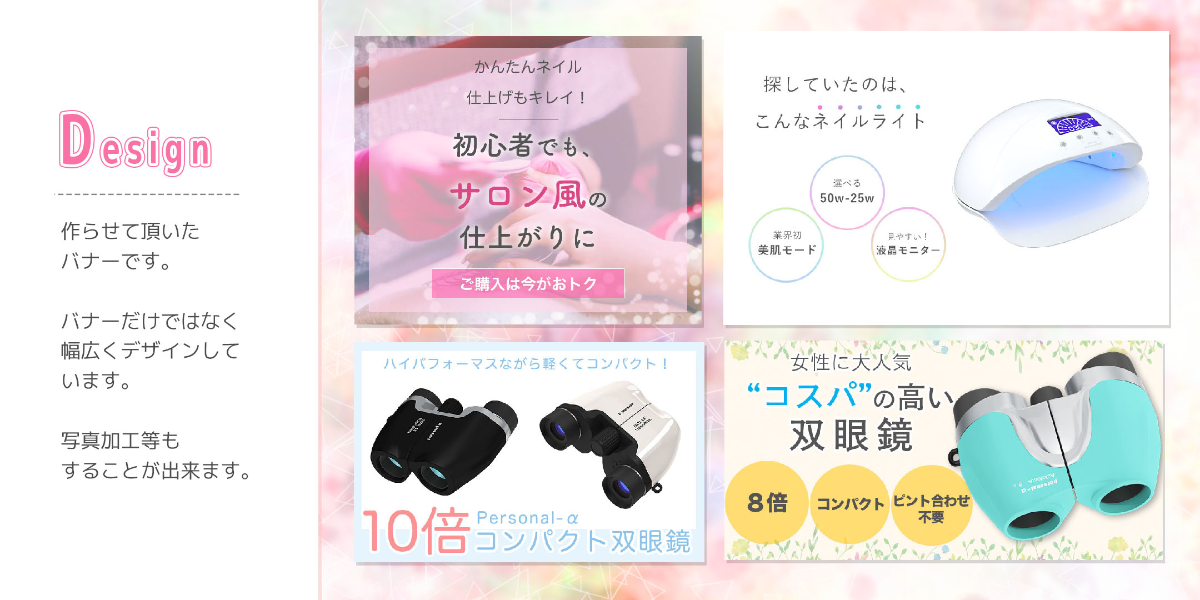 Design
作らせて頂いた
バナーです。
バナーだけではなく
幅広くデザインして
います。
写真加工等も
することが出来ます。
かんたんネイル
仕上げもキレイ！
初心者でも、
サロン風の
仕上がりに
ご購入は今がおトク
探していたのは、
こんなネイルライト
選べる
50w-25w
業界初
美肌モード
見やすい！
液晶モニター
ハイパフォーマスながら軽くてコンパクト！
10倍
Personal-α
コンパクト双眼鏡
女性に大人気
“コスパ”の高い
双眼鏡
8倍
コンパクト
ピント合わせ
不要